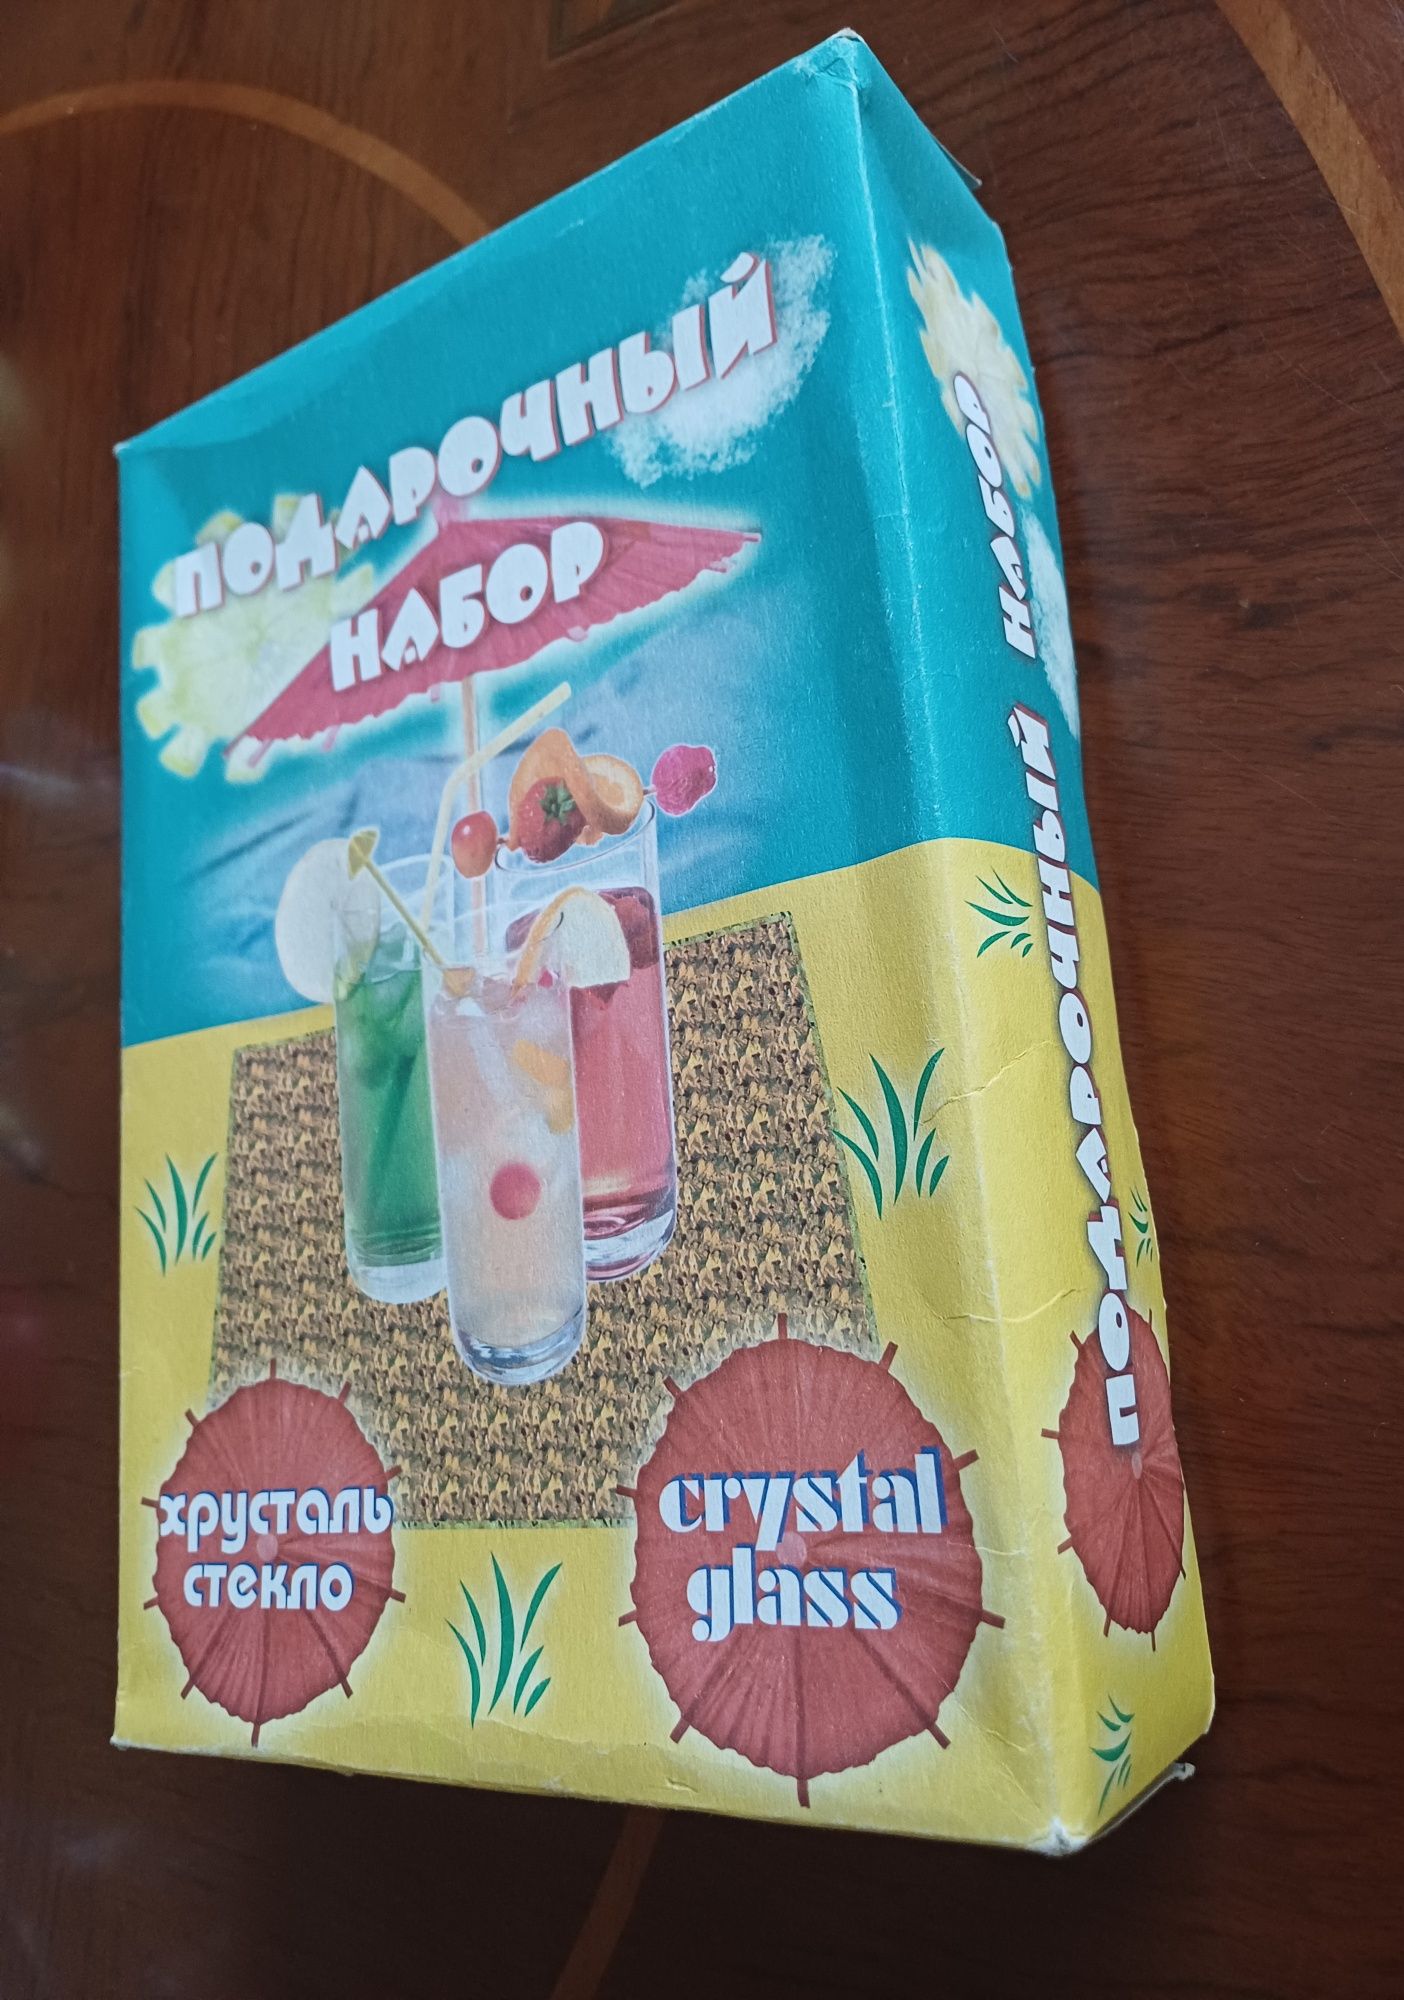 ПОДАРОЧНЫЙ
НАБОР
хрусталь
стекло
crystal
glass
ПОДАРОЧНЫЙ НАБОР